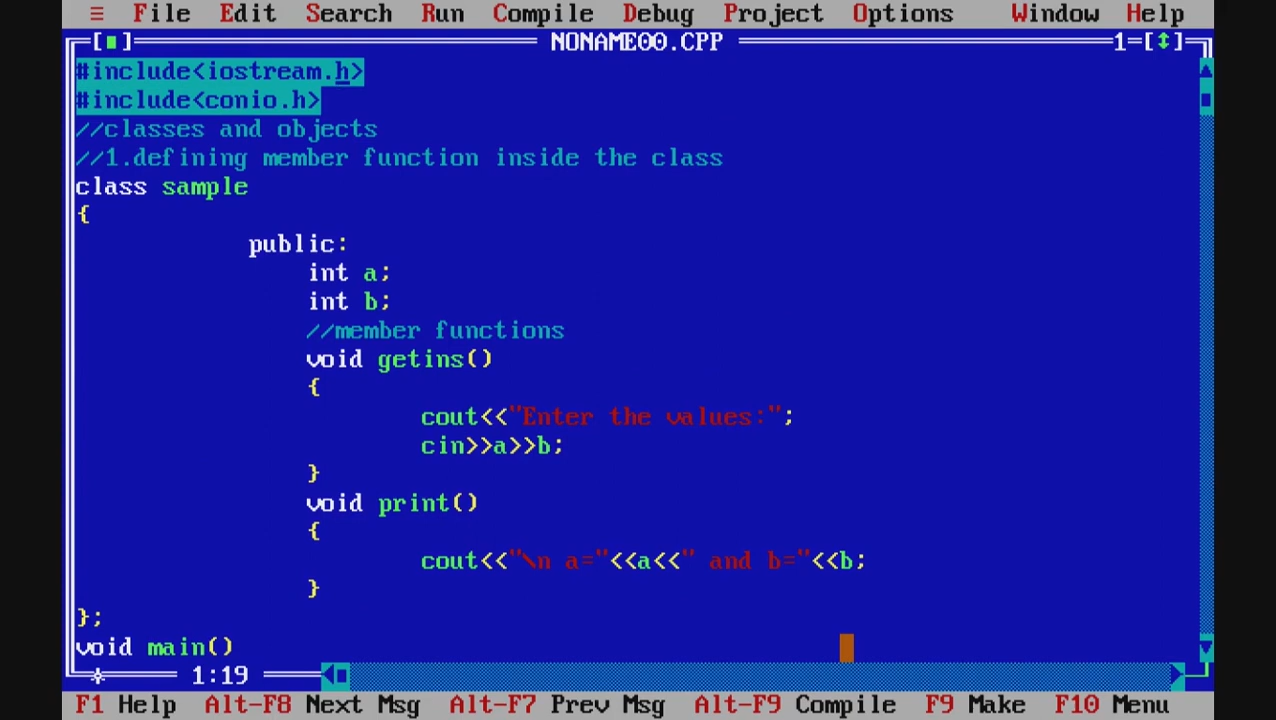 ≡ File Edit Search Run Compile Debug Project Options Window Help
[■] NONAME00.CPP 1=[↕]
#include<iostream.h>
#include<conio.h>
//classes and objects
//1.defining member function inside the class
class sample
{
public:
int a;
int b;
//member functions
void getins()
{
cout<<"Enter the values:";
cin>>a>>b;
}
void print()
{
cout<<"\n a="<<a<<" and b="<<b;
}
};
void main()
1:19
F1 Help Alt-F8 Next Msg Alt-F7 Prev Msg Alt-F9 Compile F9 Make F10 Menu